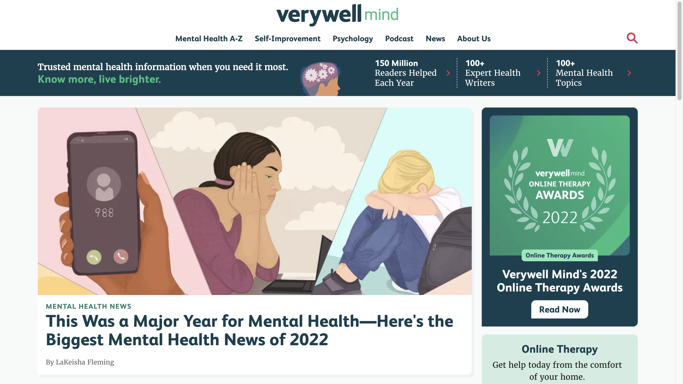 verywell mind
Mental Health A-Z
Self-Improvement
Psychology
Podcast
News
About Us
Trusted mental health information when you need it most.
Know more, live brighter.
150 Million
Readers Helped
Each Year
100+
Expert Health
Writers
100+
Mental Health
Topics
988
MENTAL HEALTH NEWS
This Was a Major Year for Mental Health—Here's the
Biggest Mental Health News of 2022
By LaKeisha Fleming
verywell mind
ONLINE THERAPY
AWARDS
2022
Online Therapy Awards
Verywell Mind's 2022
Online Therapy Awards
Read Now
Online Therapy
Get help today from the comfort
of your home.